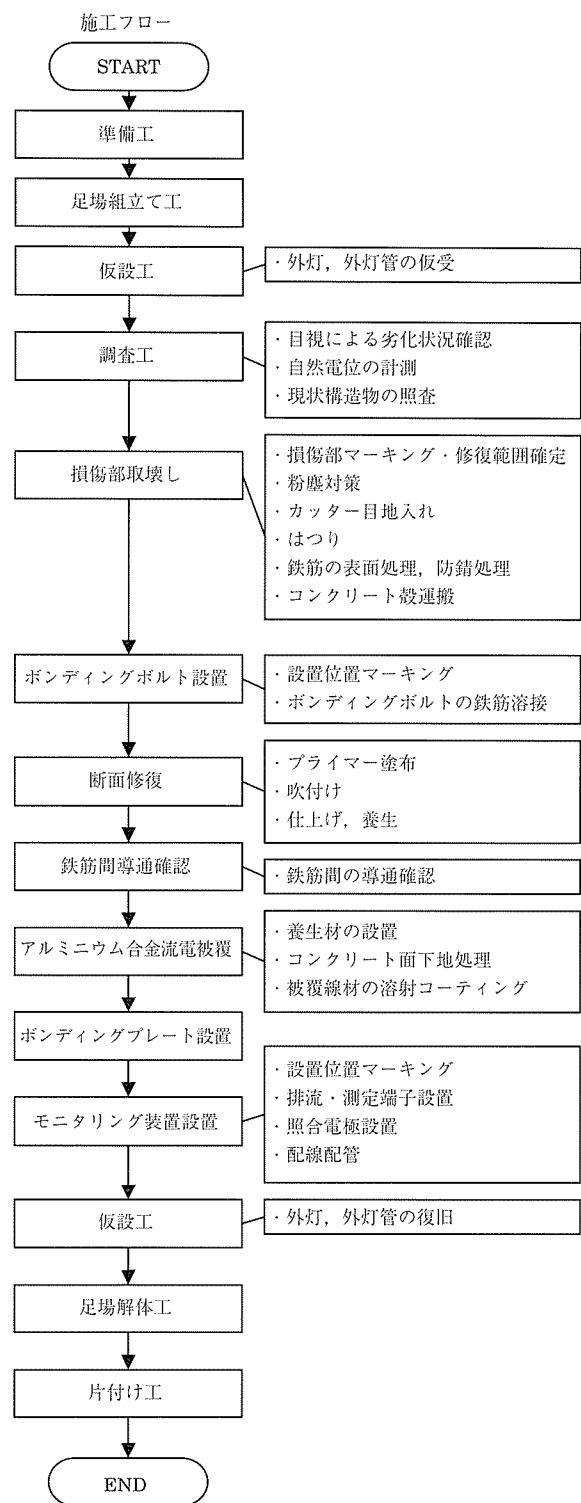 施工フロー
START
準備工
足場組立て工
仮設工
・外灯，外灯管の仮受
調査工
・目視による劣化状況確認
・自然電位の計測
・現状構造物の照査
損傷部取壊し
・損傷部マーキング・修復範囲確定
・粉塵対策
・カッター目地入れ
・はつり
・鉄筋の表面処理，防錆処理
・コンクリート殻運搬
ボンディングボルト設置
・設置位置マーキング
・ボンディングボルトの鉄筋溶接
断面修復
・プライマー塗布
・吹付け
・仕上げ，養生
鉄筋間導通確認
・鉄筋間の導通確認
アルミニウム合金流電被覆
・養生材の設置
・コンクリート面下地処理
・被覆線材の溶射コーティング
ボンディングプレート設置
モニタリング装置設置
・設置位置マーキング
・排流・測定端子設置
・照合電極設置
・配線配管
仮設工
・外灯，外灯管の復旧
足場解体工
片付け工
END